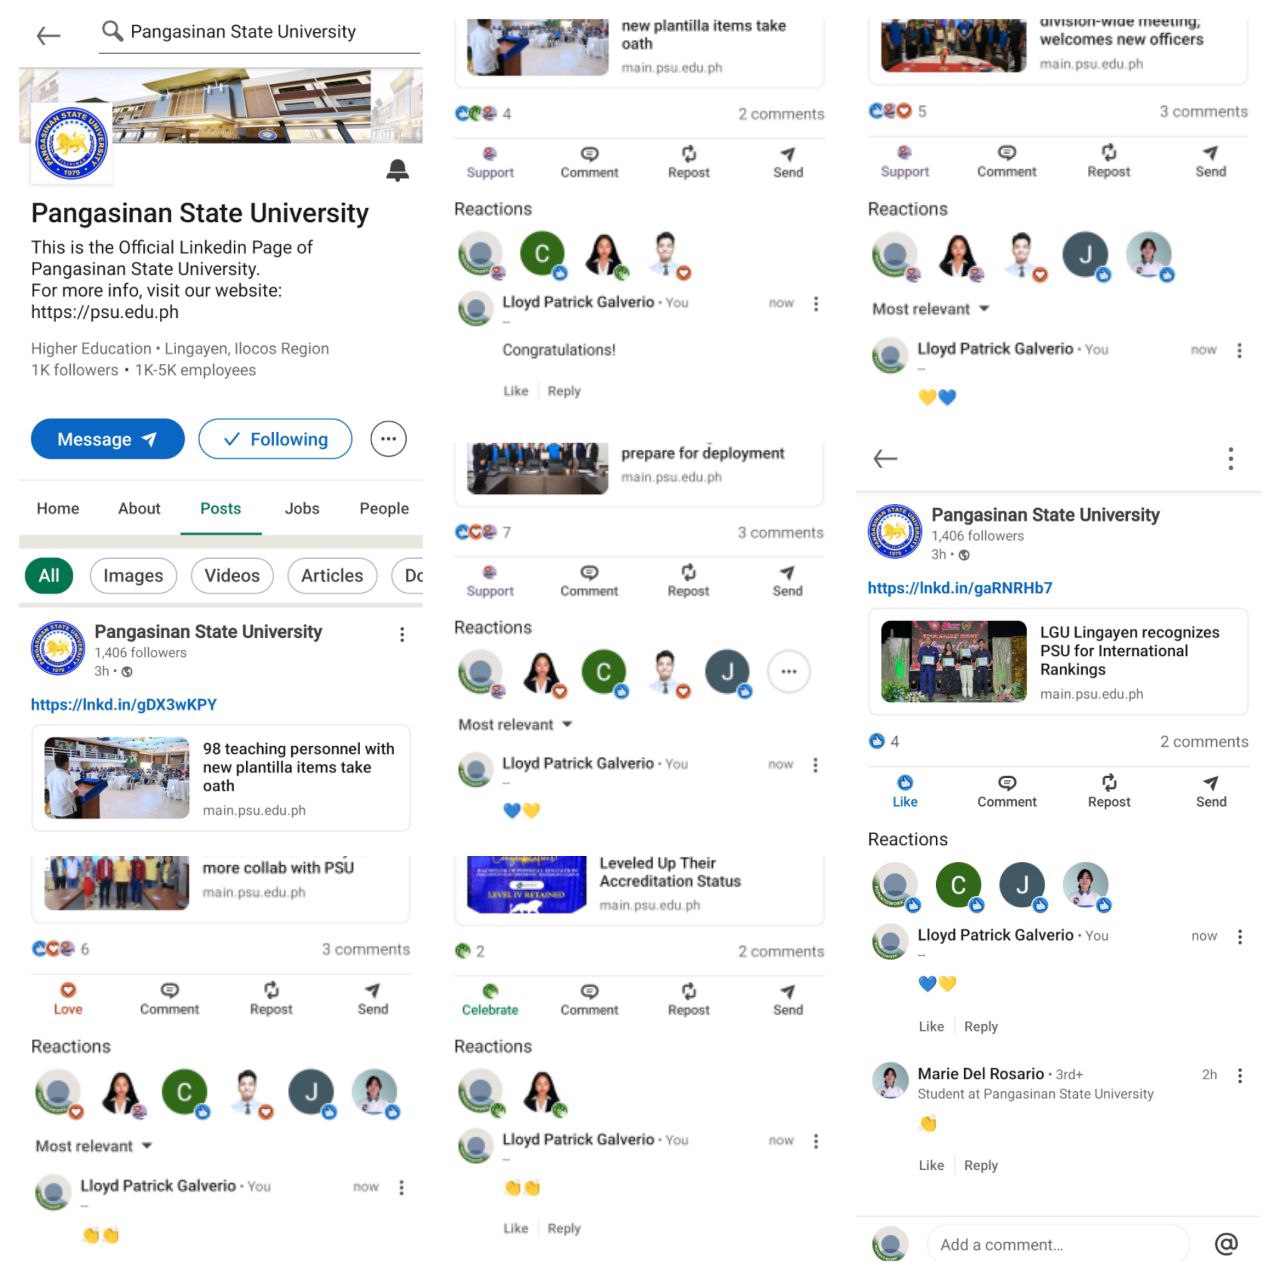 Pangasinan State University
PANGASINAN STATE UNIVERSITY
1979
Pangasinan State University
This is the Official Linkedin Page of
Pangasinan State University.
For more info, visit our website:
https://psu.edu.ph
Higher Education • Lingayen, Ilocos Region
1K followers • 1K-5K employees
Message
Following
Home About Posts Jobs People
All Images Videos Articles Do
Pangasinan State University
1,406 followers
3h •
https://lnkd.in/gDX3wKPY
98 teaching personnel with
new plantilla items take
oath
main.psu.edu.ph
more collab with PSU
main.psu.edu.ph
6 3 comments
Love Comment Repost Send
Reactions
C J
Most relevant
Lloyd Patrick Galverio • You now
--
👏👏
new plantilla items take
oath
main.psu.edu.ph
4 2 comments
Support Comment Repost Send
Reactions
C
Lloyd Patrick Galverio • You now
--
Congratulations!
Like Reply
prepare for deployment
main.psu.edu.ph
7 3 comments
Support Comment Repost Send
Reactions
C J
Most relevant
Lloyd Patrick Galverio • You now
--
💙💛
LEVEL IV RETAINED
Leveled Up Their
Accreditation Status
main.psu.edu.ph
2 2 comments
Celebrate Comment Repost Send
Reactions
Lloyd Patrick Galverio • You now
--
👏👏
Like Reply
division-wide meeting;
welcomes new officers
main.psu.edu.ph
5 3 comments
Support Comment Repost Send
Reactions
J
Most relevant
Lloyd Patrick Galverio • You now
--
💛💙
Pangasinan State University
1,406 followers
3h •
https://lnkd.in/gaRNRHb7
LGU Lingayen recognizes
PSU for International
Rankings
main.psu.edu.ph
4 2 comments
Like Comment Repost Send
Reactions
C J
Lloyd Patrick Galverio • You now
--
💙💛
Like Reply
Marie Del Rosario • 3rd+ 2h
Student at Pangasinan State University
👏
Like Reply
Add a comment... @